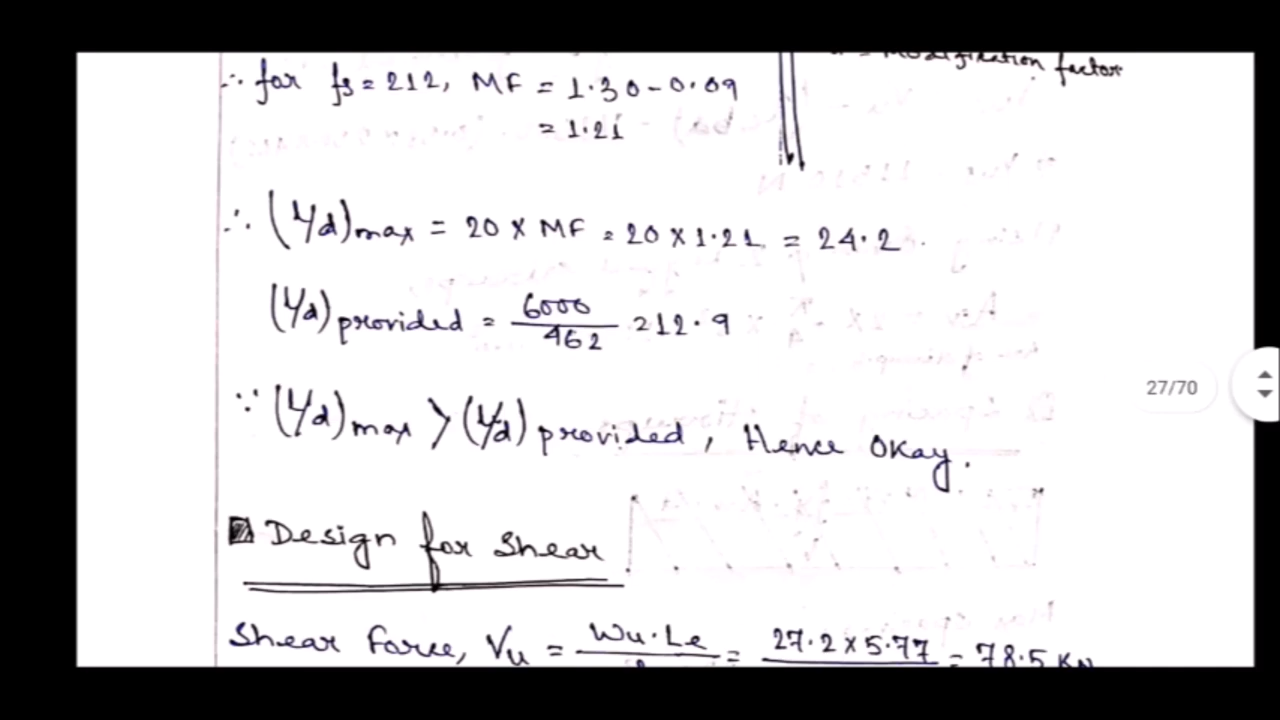 = Modification factor
∴ for fs = 212, MF = 1.30 - 0.09
= 1.21
∴ (l/d)max = 20 x MF = 20 x 1.21 = 24.2
(l/d) provided = 6000/462 = 12.9
∵ (l/d)max > (l/d) provided, Hence Okay.
27/70
Design for Shear
Shear Force, Vu = Wu.Le = 27.2 x 5.77 = 78.5 KN